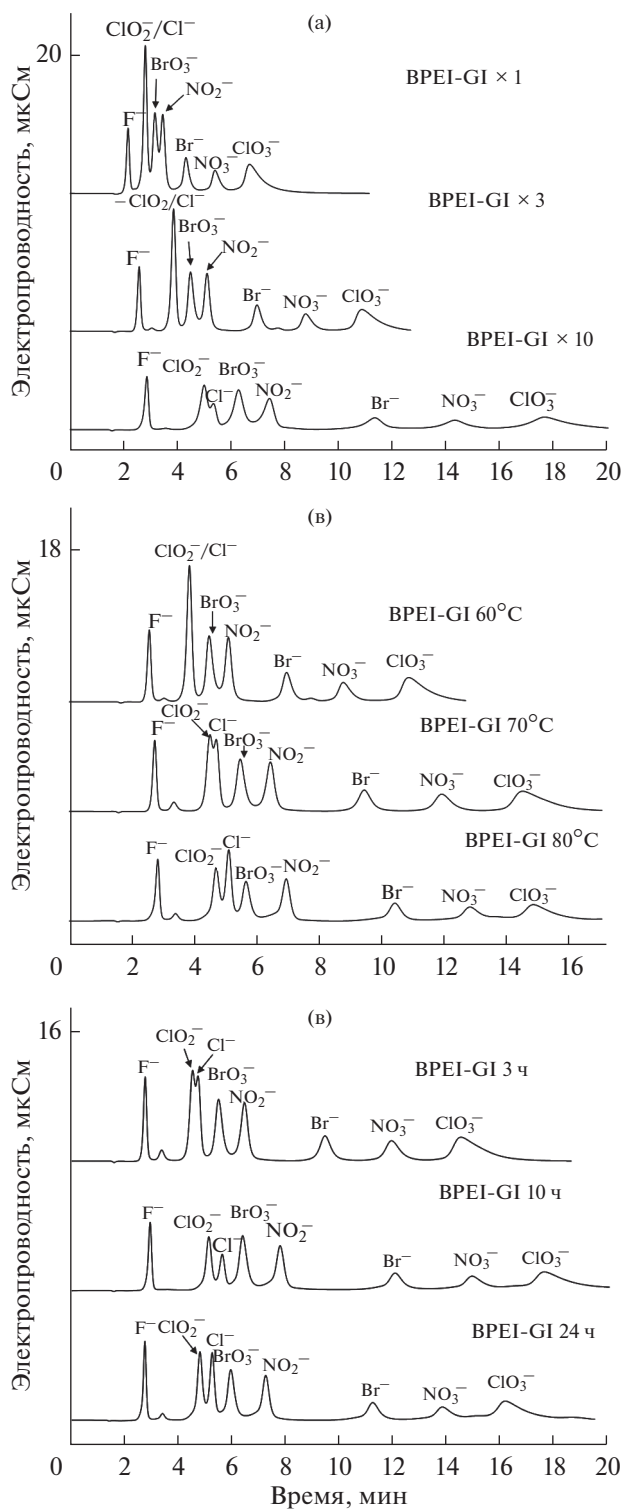 (а)
Электропроводность, мкСм
20
ClO₂⁻/Cl⁻
BrO₃⁻
NO₂⁻
F⁻
Br⁻
NO₃⁻
ClO₃⁻
BPEI-GI × 1
—ClO₂/Cl⁻
BrO₃⁻
NO₂⁻
F⁻
Br⁻
NO₃⁻
ClO₃⁻
BPEI-GI × 3
F⁻
ClO₂⁻
Cl⁻
BrO₃⁻
NO₂⁻
Br⁻
NO₃⁻
ClO₃⁻
BPEI-GI × 10
0 2 4 6 8 10 12 14 16 18 20
(в)
Электропроводность, мкСм
18
ClO₂⁻/Cl⁻
F⁻
BrO₃⁻
NO₂⁻
Br⁻
NO₃⁻
ClO₃⁻
BPEI-GI 60°C
F⁻
ClO₂⁻
Cl⁻
BrO₃⁻
NO₂⁻
Br⁻
NO₃⁻
ClO₃⁻
BPEI-GI 70°C
F⁻
ClO₂⁻
Cl⁻
BrO₃⁻
NO₂⁻
Br⁻
NO₃⁻
ClO₃⁻
BPEI-GI 80°C
0 2 4 6 8 10 12 14 16
(в)
Электропроводность, мкСм
16
F⁻
ClO₂⁻
Cl⁻
BrO₃⁻
NO₂⁻
Br⁻
NO₃⁻
ClO₃⁻
BPEI-GI 3 ч
F⁻
ClO₂⁻
Cl⁻
BrO₃⁻
NO₂⁻
Br⁻
NO₃⁻
ClO₃⁻
BPEI-GI 10 ч
F⁻
ClO₂⁻
Cl⁻
BrO₃⁻
NO₂⁻
Br⁻
NO₃⁻
ClO₃⁻
BPEI-GI 24 ч
0 2 4 6 8 10 12 14 16 18 20
Время, мин